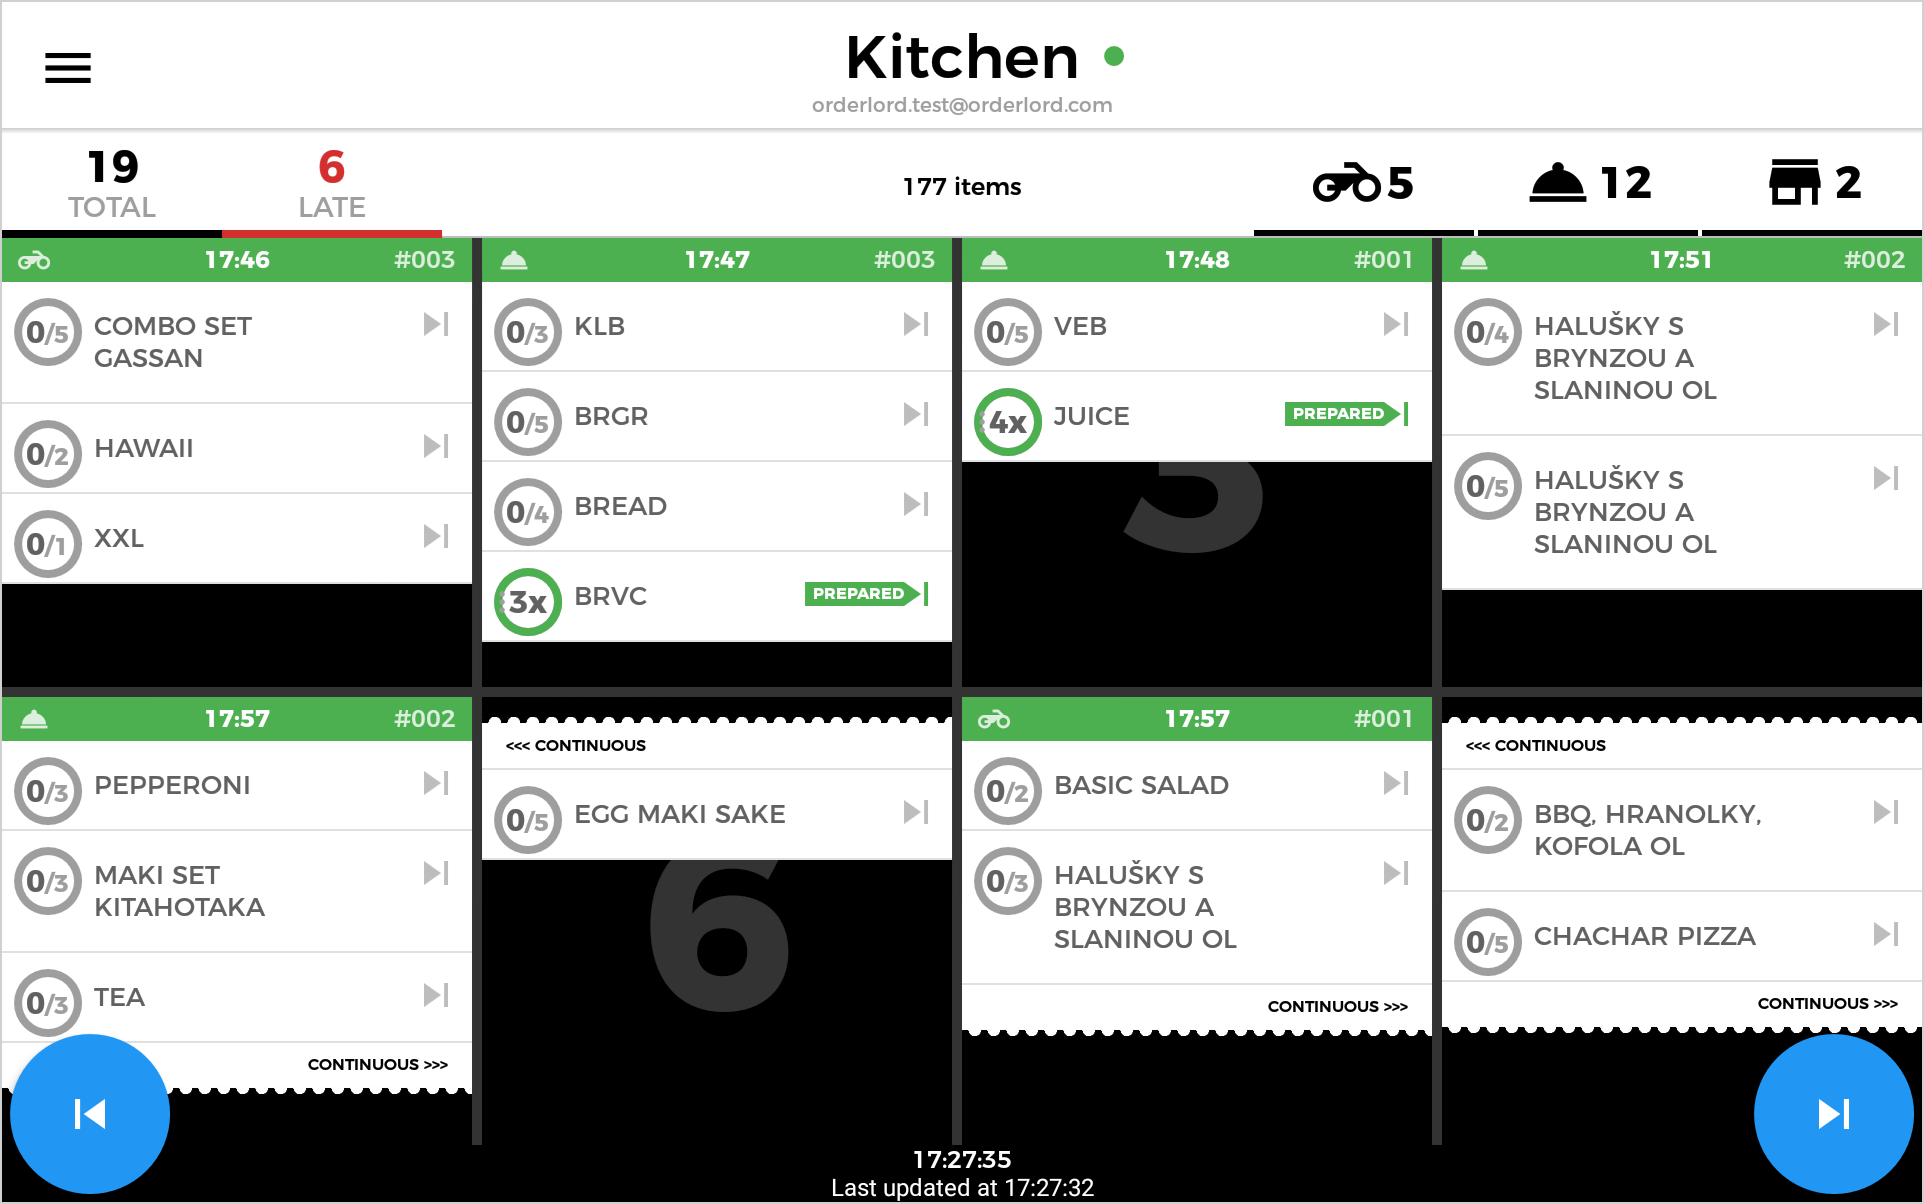 Kitchen
orderlord.test@orderlord.com
19
TOTAL
6
LATE
177 items
5
12
2
17:46 #003
0/5 COMBO SET
GASSAN
0/2 HAWAII
0/1 XXL
17:47 #003
0/3 KLB
0/5 BRGR
0/4 BREAD
3x BRVC PREPARED
17:48 #001
0/5 VEB
4x JUICE PREPARED
3
17:51 #002
0/4 HALUŠKY S
BRYNZOU A
SLANINOU OL
0/5 HALUŠKY S
BRYNZOU A
SLANINOU OL
17:57 #002
0/3 PEPPERONI
0/3 MAKI SET
KITAHOTAKA
0/3 TEA
CONTINUOUS >>>
<<< CONTINUOUS
0/5 EGG MAKI SAKE
6
17:57 #001
0/2 BASIC SALAD
0/3 HALUŠKY S
BRYNZOU A
SLANINOU OL
CONTINUOUS >>>
<<< CONTINUOUS
0/2 BBQ, HRANOLKY,
KOFOLA OL
0/5 CHACHAR PIZZA
CONTINUOUS >>>
17:27:35
Last updated at 17:27:32